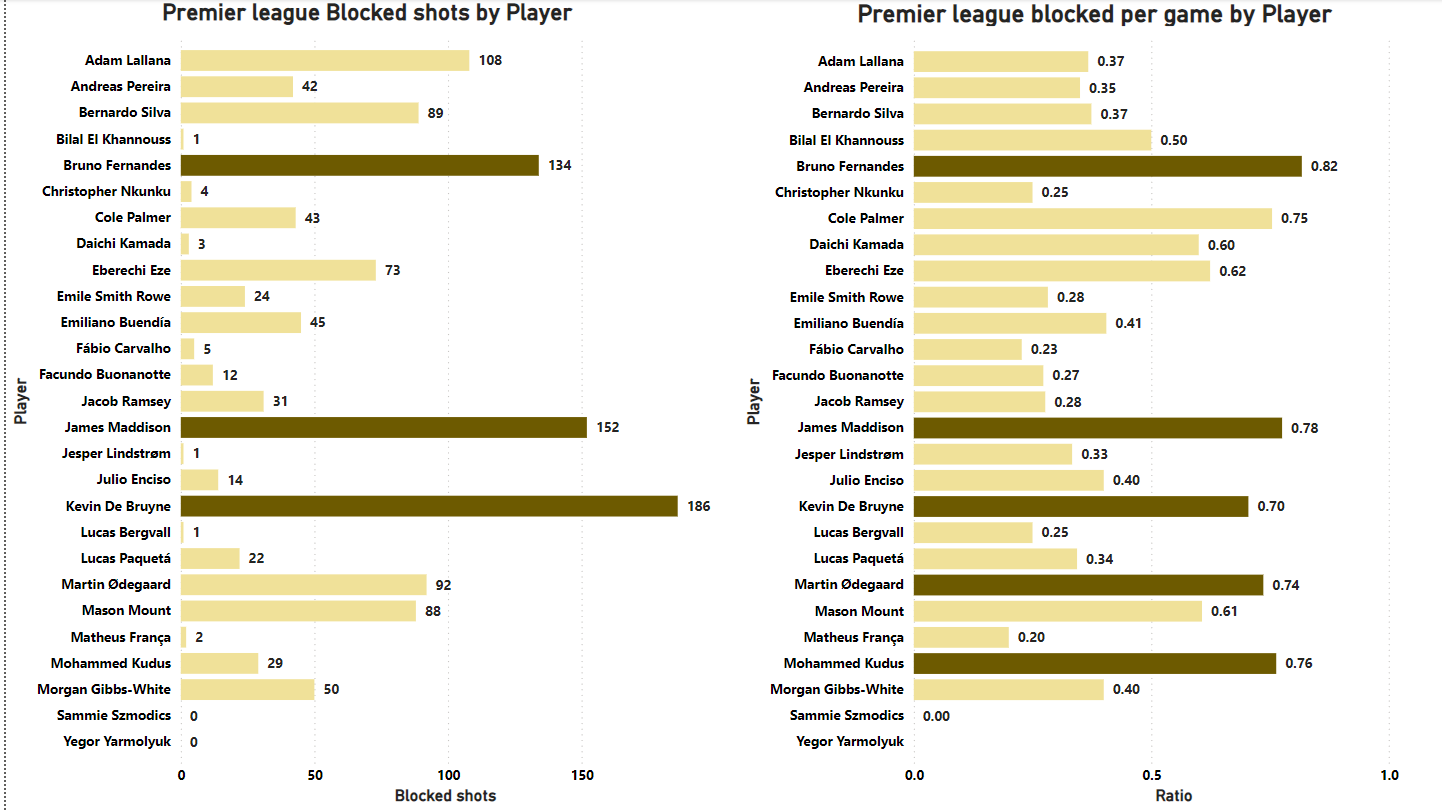 Premier league Blocked shots by Player
Player
Adam Lallana 108
Andreas Pereira 42
Bernardo Silva 89
Bilal El Khannouss 1
Bruno Fernandes 134
Christopher Nkunku 4
Cole Palmer 43
Daichi Kamada 3
Eberechi Eze 73
Emile Smith Rowe 24
Emiliano Buendía 45
Fábio Carvalho 5
Facundo Buonanotte 12
Jacob Ramsey 31
James Maddison 152
Jesper Lindstrøm 1
Julio Enciso 14
Kevin De Bruyne 186
Lucas Bergvall 1
Lucas Paquetá 22
Martin Ødegaard 92
Mason Mount 88
Matheus França 2
Mohammed Kudus 29
Morgan Gibbs-White 50
Sammie Szmodics 0
Yegor Yarmolyuk 0
0 50 100 150
Blocked shots
Premier league blocked per game by Player
Player
Adam Lallana 0.37
Andreas Pereira 0.35
Bernardo Silva 0.37
Bilal El Khannouss 0.50
Bruno Fernandes 0.82
Christopher Nkunku 0.25
Cole Palmer 0.75
Daichi Kamada 0.60
Eberechi Eze 0.62
Emile Smith Rowe 0.28
Emiliano Buendía 0.41
Fábio Carvalho 0.23
Facundo Buonanotte 0.27
Jacob Ramsey 0.28
James Maddison 0.78
Jesper Lindstrøm 0.33
Julio Enciso 0.40
Kevin De Bruyne 0.70
Lucas Bergvall 0.25
Lucas Paquetá 0.34
Martin Ødegaard 0.74
Mason Mount 0.61
Matheus França 0.20
Mohammed Kudus 0.76
Morgan Gibbs-White 0.40
Sammie Szmodics 0.00
Yegor Yarmolyuk
0.0 0.5 1.0
Ratio